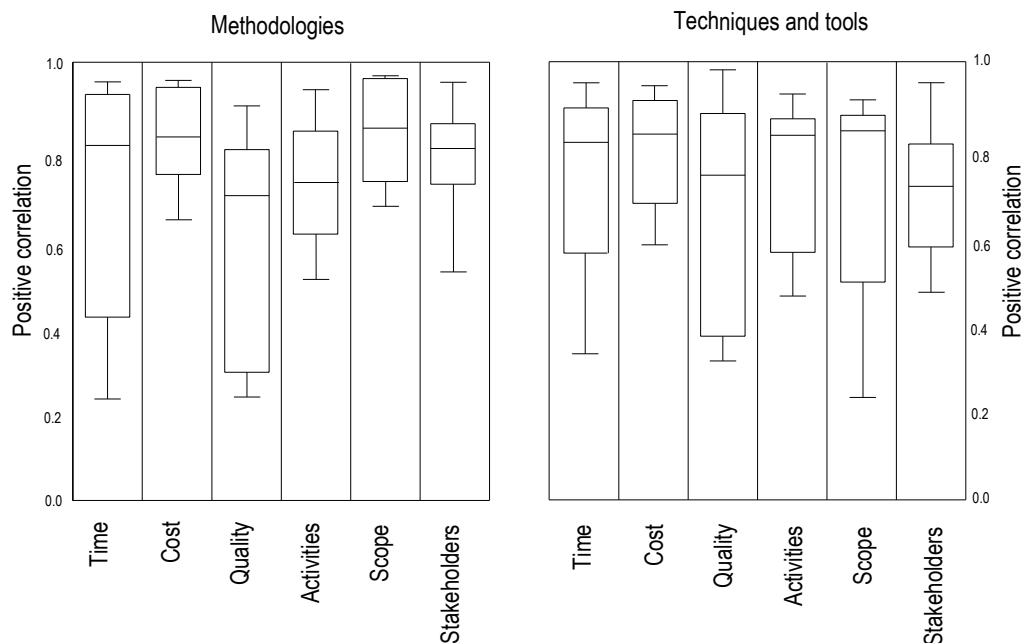 Methodologies
Positive correlation
1.0
0.8
0.6
0.4
0.2
0.0
Time
Cost
Quality
Activities
Scope
Stakeholders
Techniques and tools
1.0
0.8
0.6
0.4
0.2
0.0
Positive correlation
Time
Cost
Quality
Activities
Scope
Stakeholders